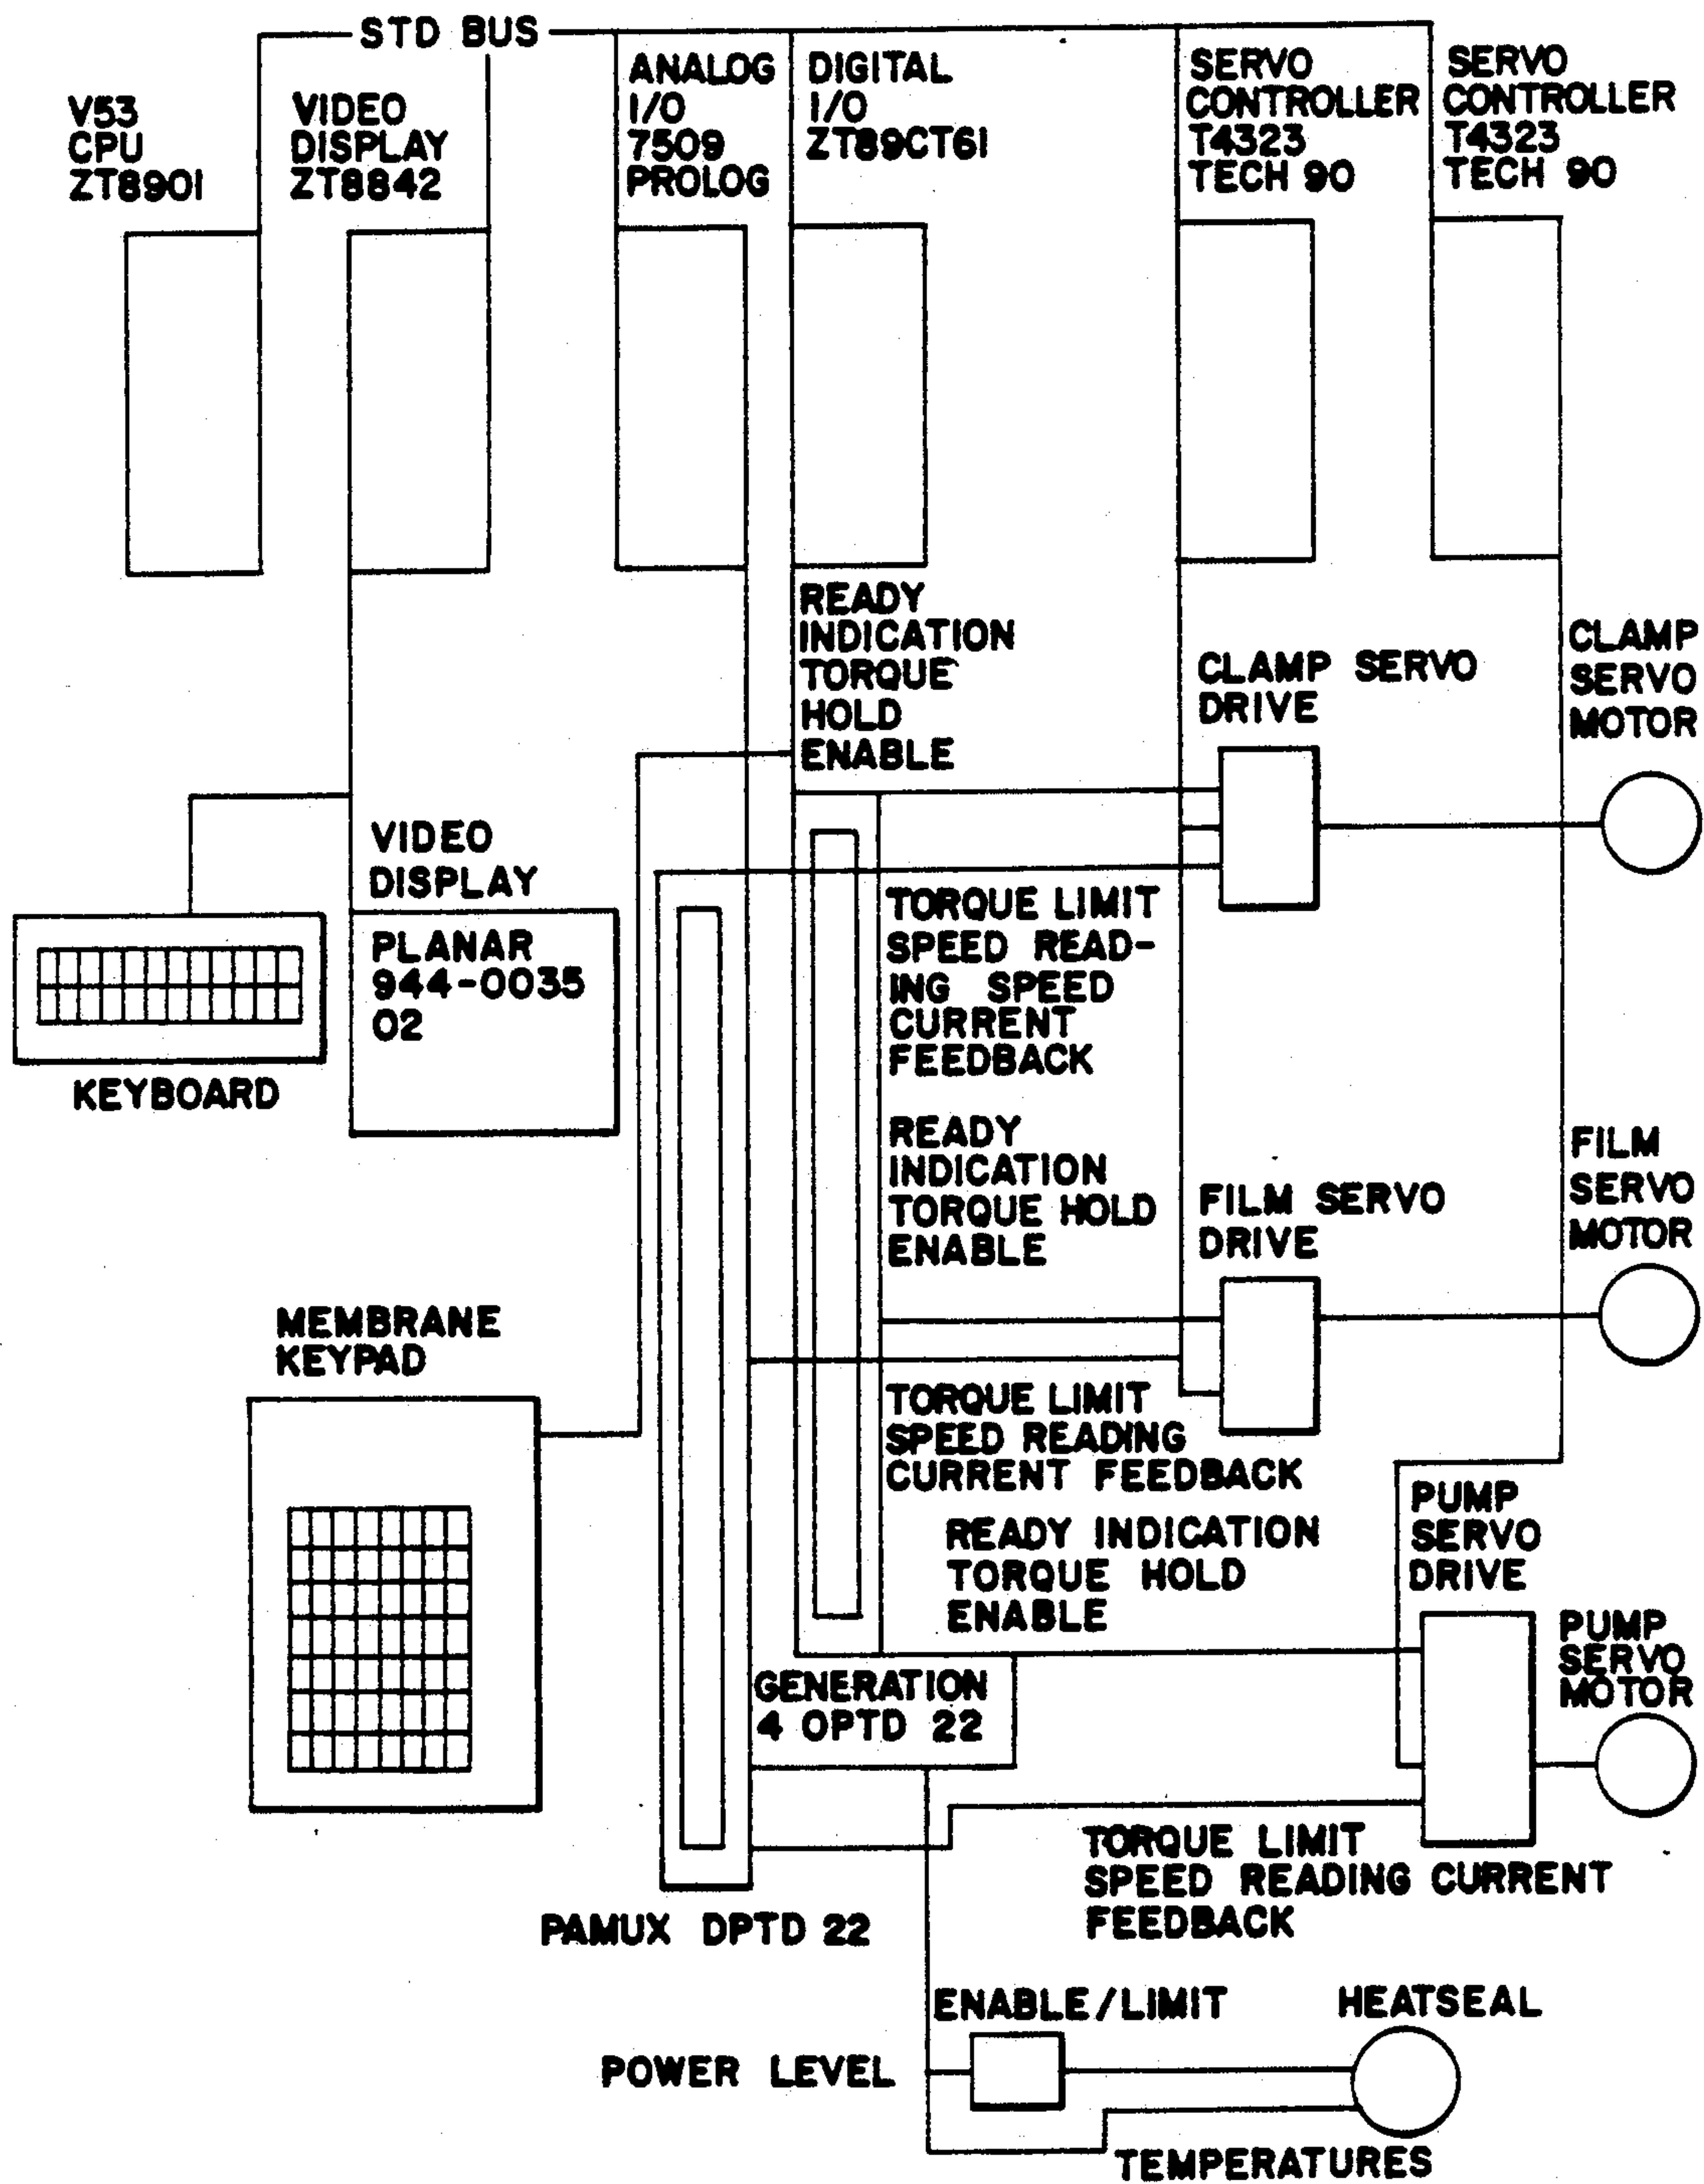 STD BUS
V53
CPU
ZT8901
VIDEO
DISPLAY
ZT8842
ANALOG
I/O
7509
PROLOG
DIGITAL
I/O
ZT89CT61
SERVO
CONTROLLER
T4323
TECH 90
SERVO
CONTROLLER
T4323
TECH 90
READY
INDICATION
TORQUE
HOLD
ENABLE
CLAMP SERVO
DRIVE
CLAMP
SERVO
MOTOR
VIDEO
DISPLAY
PLANAR
944-0035
02
KEYBOARD
TORQUE LIMIT
SPEED READ-
ING SPEED
CURRENT
FEEDBACK
READY
INDICATION
TORQUE HOLD
ENABLE
FILM SERVO
DRIVE
FILM
SERVO
MOTOR
MEMBRANE
KEYPAD
TORQUE LIMIT
SPEED READING
CURRENT FEEDBACK
READY INDICATION
TORQUE HOLD
ENABLE
PUMP
SERVO
DRIVE
PUMP
SERVO
MOTOR
GENERATION
4 OPTD 22
TORQUE LIMIT
SPEED READING CURRENT
FEEDBACK
PAMUX DPTD 22
ENABLE/LIMIT
HEATSEAL
POWER LEVEL
TEMPERATURES